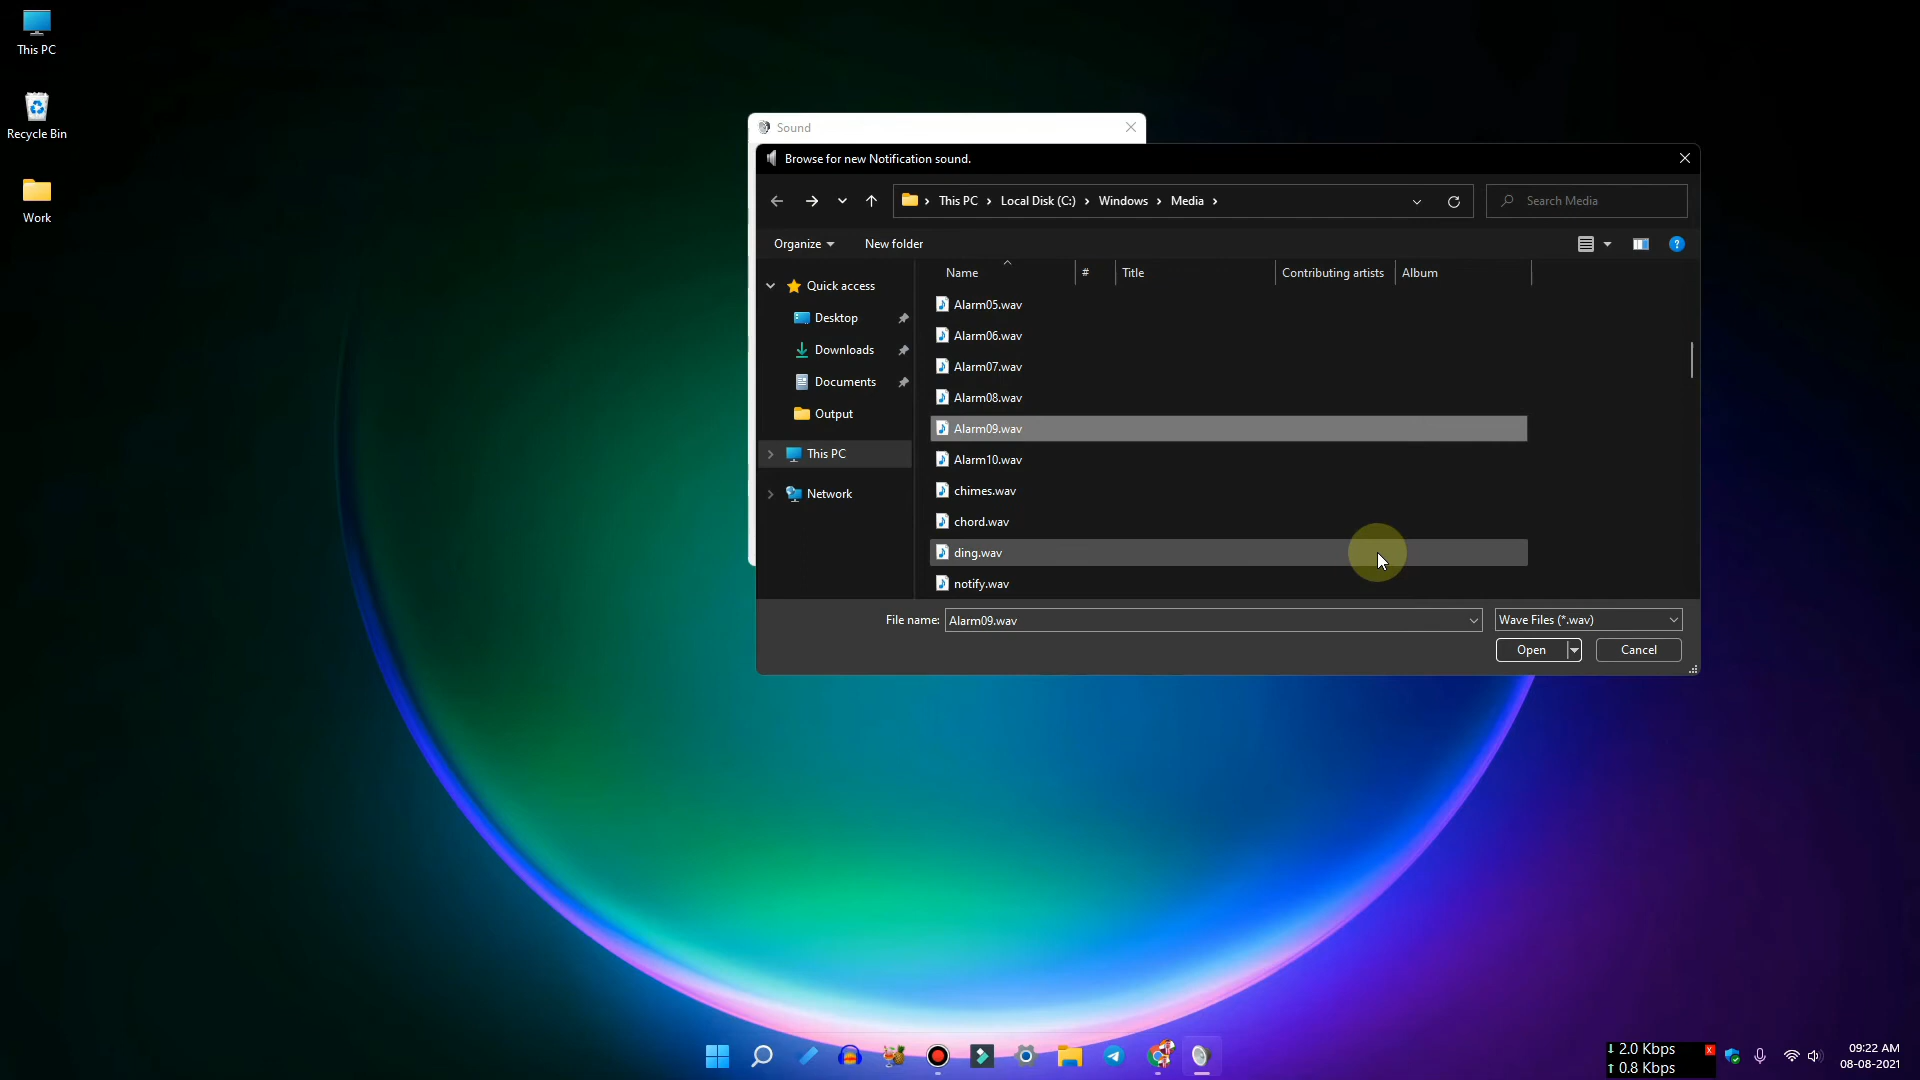 This PC
Recycle Bin
Work
Sound
Browse for new Notification sound.
This PC
Local Disk (C:)
Windows
Media
Search Media
Organize
New folder
Name
#
Title
Contributing artists
Album
Quick access
Desktop
Downloads
Documents
Output
This PC
Network
Alarm05.wav
Alarm06.wav
Alarm07.wav
Alarm08.wav
Alarm09.wav
Alarm10.wav
chimes.wav
chord.wav
ding.wav
notify.wav
File name:
Alarm09.wav
Wave Files (*.wav)
Open
Cancel
↓ 2.0 Kbps
↑ 0.8 Kbps
09:22 AM
08-08-2021